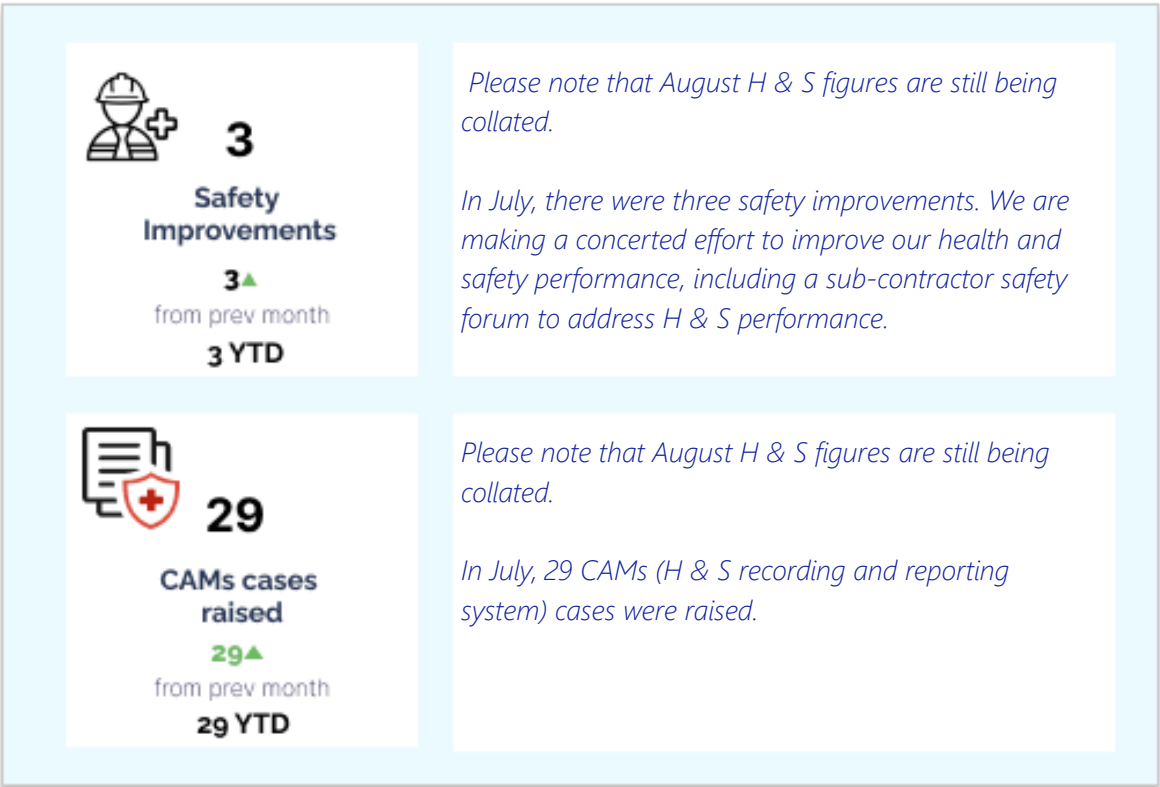 3
Safety
Improvements
3▲
from prev month
3 YTD
Please note that August H & S figures are still being
collated.
In July, there were three safety improvements. We are
making a concerted effort to improve our health and
safety performance, including a sub-contractor safety
forum to address H & S performance.
29
CAMs cases
raised
29▲
from prev month
29 YTD
Please note that August H & S figures are still being
collated.
In July, 29 CAMs (H & S recording and reporting
system) cases were raised.